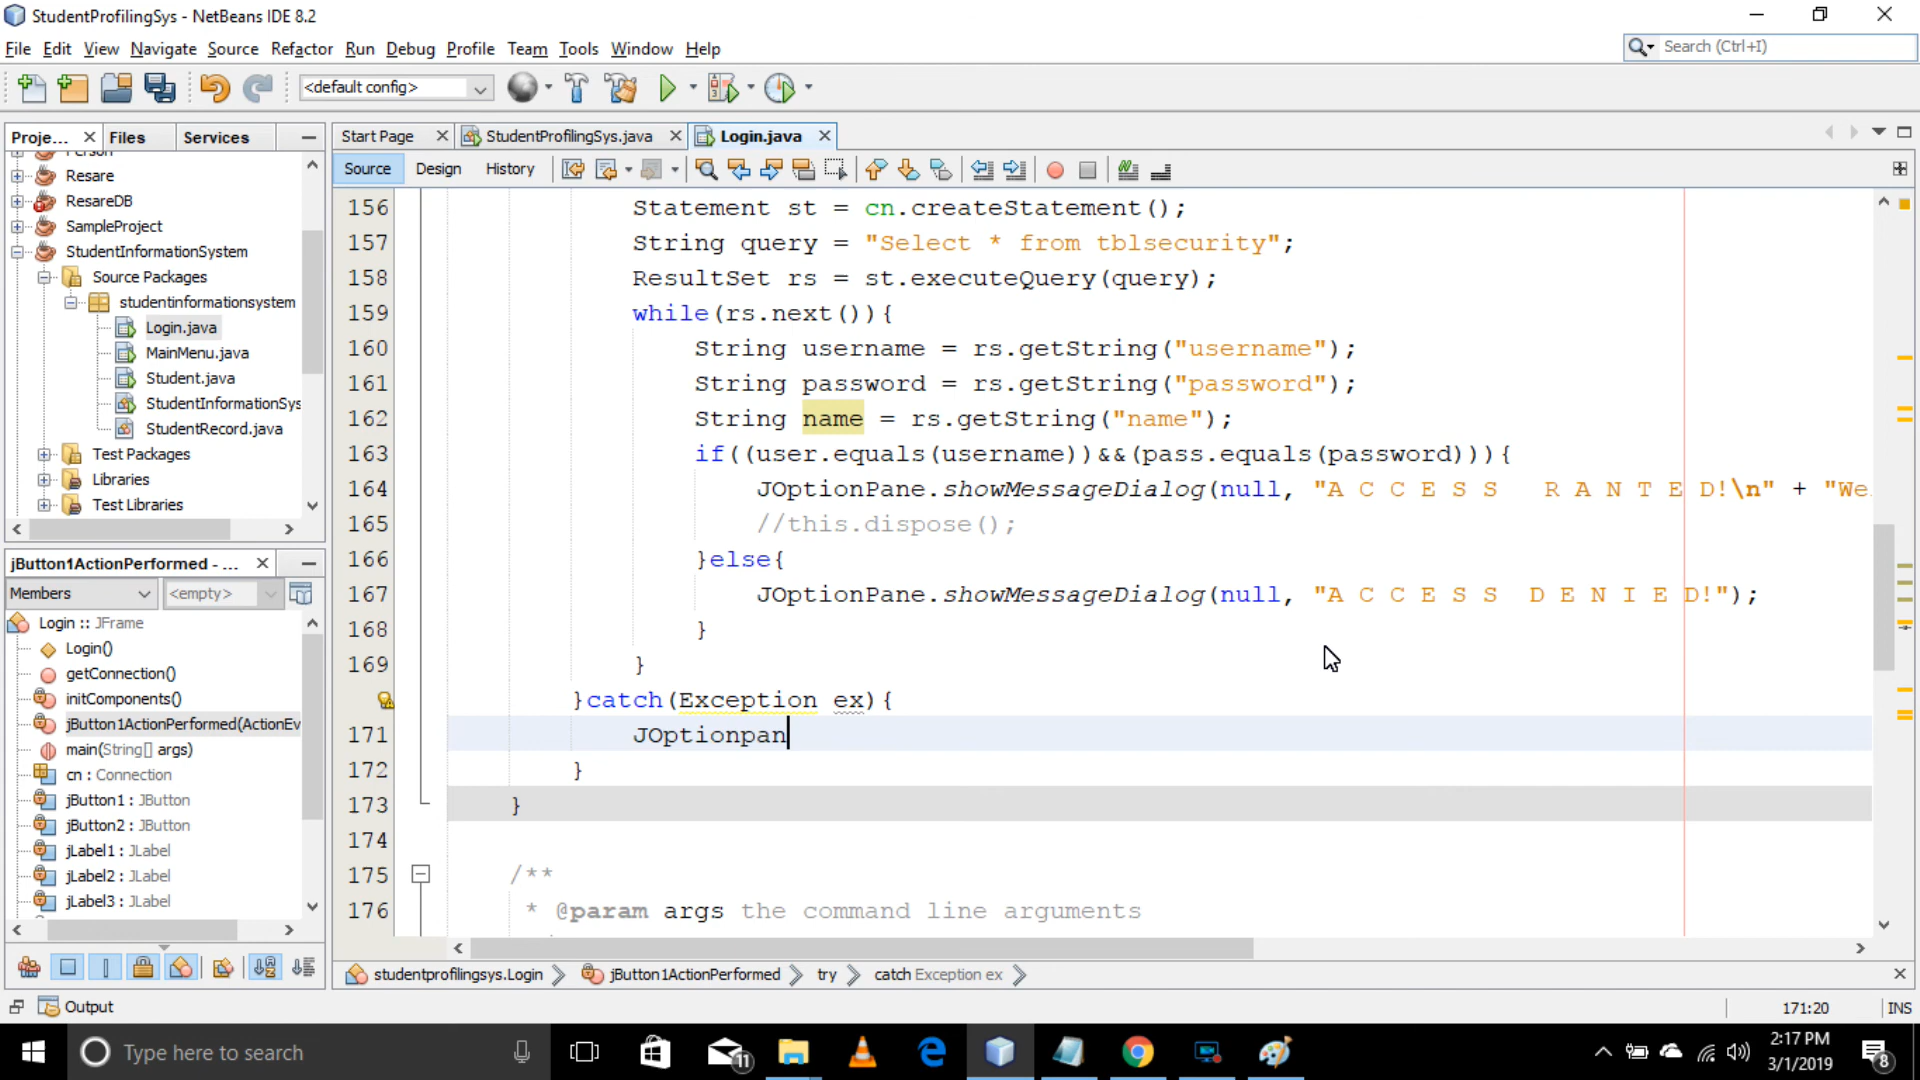 StudentProfilingSys - NetBeans IDE 8.2
File Edit View Navigate Source Refactor Run Debug Profile Team Tools Window Help
Search (Ctrl+I)
<default config>
Proje... Files Services
Start Page StudentProfilingSys.java Login.java
Source Design History
Person
Resare
ResareDB
SampleProject
StudentInformationSystem
Source Packages
studentinformationsystem
Login.java
MainMenu.java
Student.java
StudentInformationSys
StudentRecord.java
Test Packages
Libraries
Test Libraries
156 Statement st = cn.createStatement();
157 String query = "Select * from tblsecurity";
158 ResultSet rs = st.executeQuery(query);
159 while(rs.next()){
160 String username = rs.getString("username");
161 String password = rs.getString("password");
162 String name = rs.getString("name");
163 if((user.equals(username))&&(pass.equals(password))){
164 JOptionPane.showMessageDialog(null, "A C C E S S   R A N T E D!\n" + "We
165 //this.dispose();
166 }else{
167 JOptionPane.showMessageDialog(null, "A C C E S S  D E N I E D!");
168 }
169 }
}catch(Exception ex){
171 JOptionpan
172 }
173 }
174
175 /**
176 * @param args the command line arguments
jButton1ActionPerformed - ...
Members <empty>
Login :: JFrame
Login()
getConnection()
initComponents()
jButton1ActionPerformed(ActionEv
main(String[] args)
cn : Connection
jButton1 : JButton
jButton2 : JButton
jLabel1 : JLabel
jLabel2 : JLabel
jLabel3 : JLabel
studentprofilingsys.Login jButton1ActionPerformed try catch Exception ex
Output
171:20 INS
Type here to search
11
2:17 PM
3/1/2019
8